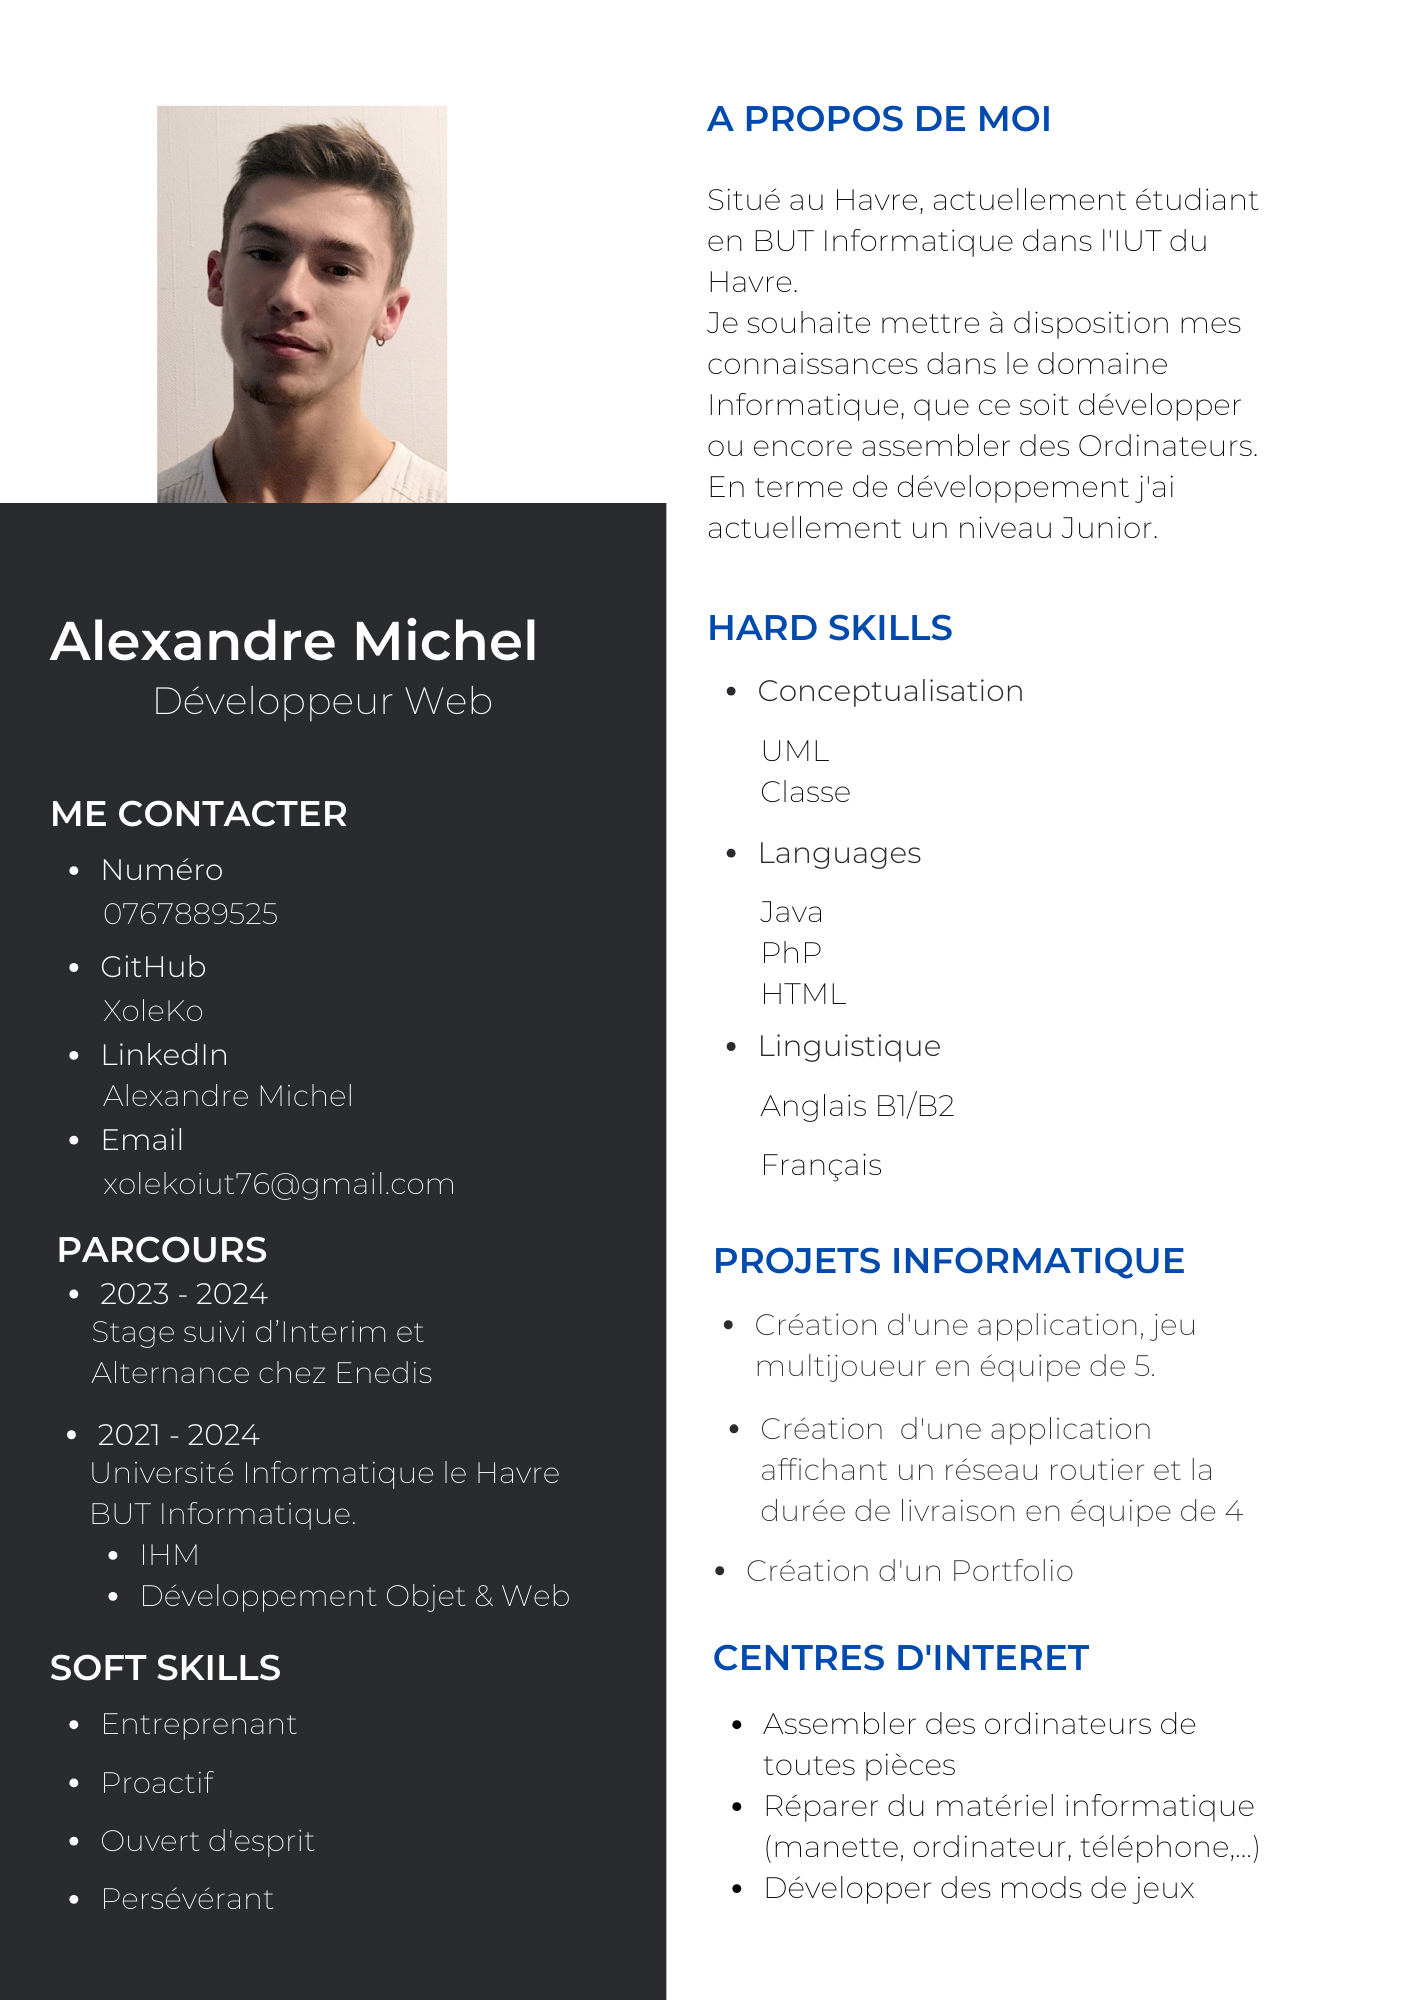 Alexandre Michel
Développeur Web
ME CONTACTER
Numéro
0767889525
GitHub
XoleKo
LinkedIn
Alexandre Michel
Email
xolekoiut76@gmail.com
PARCOURS
2023 - 2024
Stage suivi d’Interim et
Alternance chez Enedis
2021 - 2024
Université Informatique le Havre
BUT Informatique.
IHM
Développement Objet & Web
SOFT SKILLS
Entreprenant
Proactif
Ouvert d'esprit
Persévérant
A PROPOS DE MOI
Situé au Havre, actuellement étudiant
en BUT Informatique dans l'IUT du
Havre.
Je souhaite mettre à disposition mes
connaissances dans le domaine
Informatique, que ce soit développer
ou encore assembler des Ordinateurs.
En terme de développement j'ai
actuellement un niveau Junior.
HARD SKILLS
Conceptualisation
UML
Classe
Languages
Java
PhP
HTML
Linguistique
Anglais B1/B2
Français
PROJETS INFORMATIQUE
Création d'une application, jeu
multijoueur en équipe de 5.
Création  d'une application
affichant un réseau routier et la
durée de livraison en équipe de 4
Création d'un Portfolio
CENTRES D'INTERET
Assembler des ordinateurs de
toutes pièces
Réparer du matériel informatique
(manette, ordinateur, téléphone,...)
Développer des mods de jeux